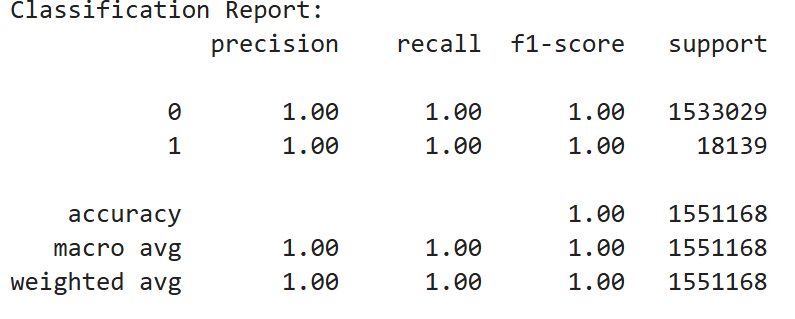 Classification Report:
precision recall f1-score support
0 1.00 1.00 1.00 1533029
1 1.00 1.00 1.00 18139
accuracy 1.00 1551168
macro avg 1.00 1.00 1.00 1551168
weighted avg 1.00 1.00 1.00 1551168